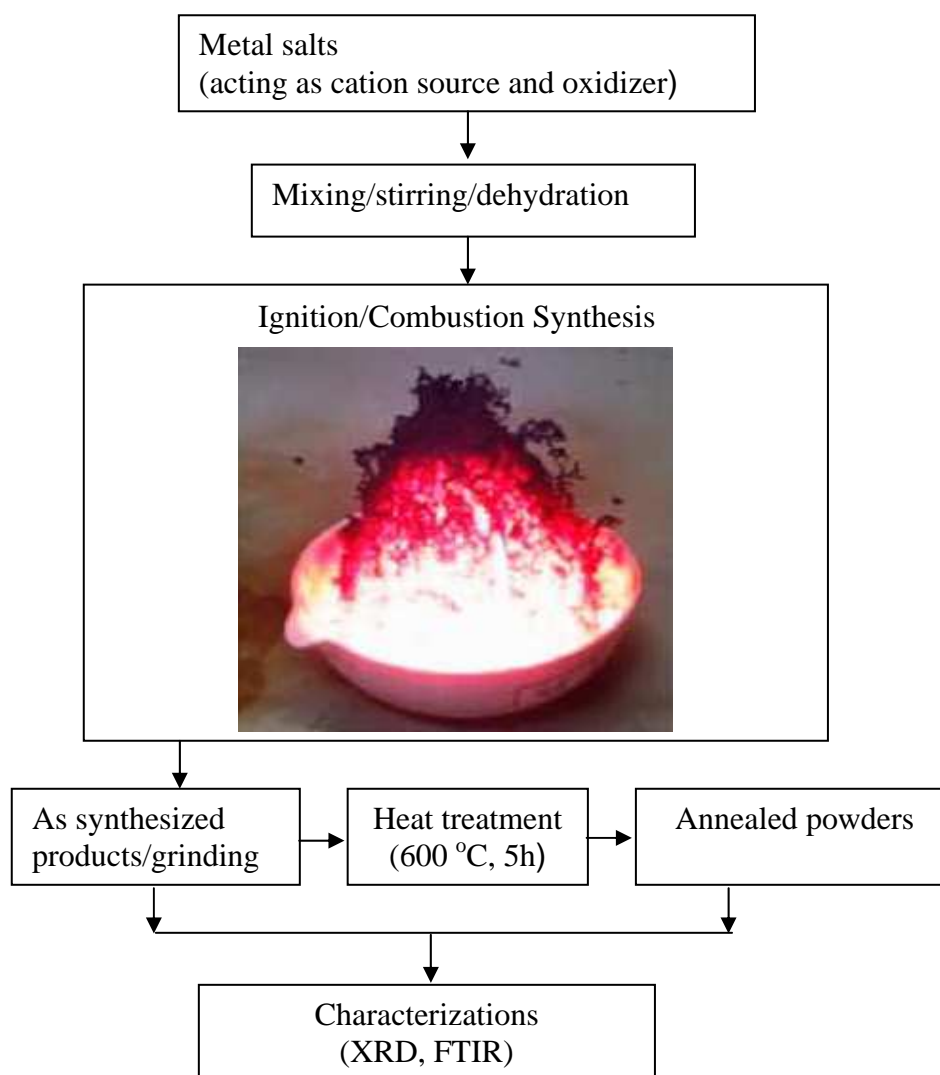 Metal salts
(acting as cation source and oxidizer)
Mixing/stirring/dehydration
Ignition/Combustion Synthesis
As synthesized
products/grinding
Heat treatment
(600 °C, 5h)
Annealed powders
Characterizations
(XRD, FTIR)